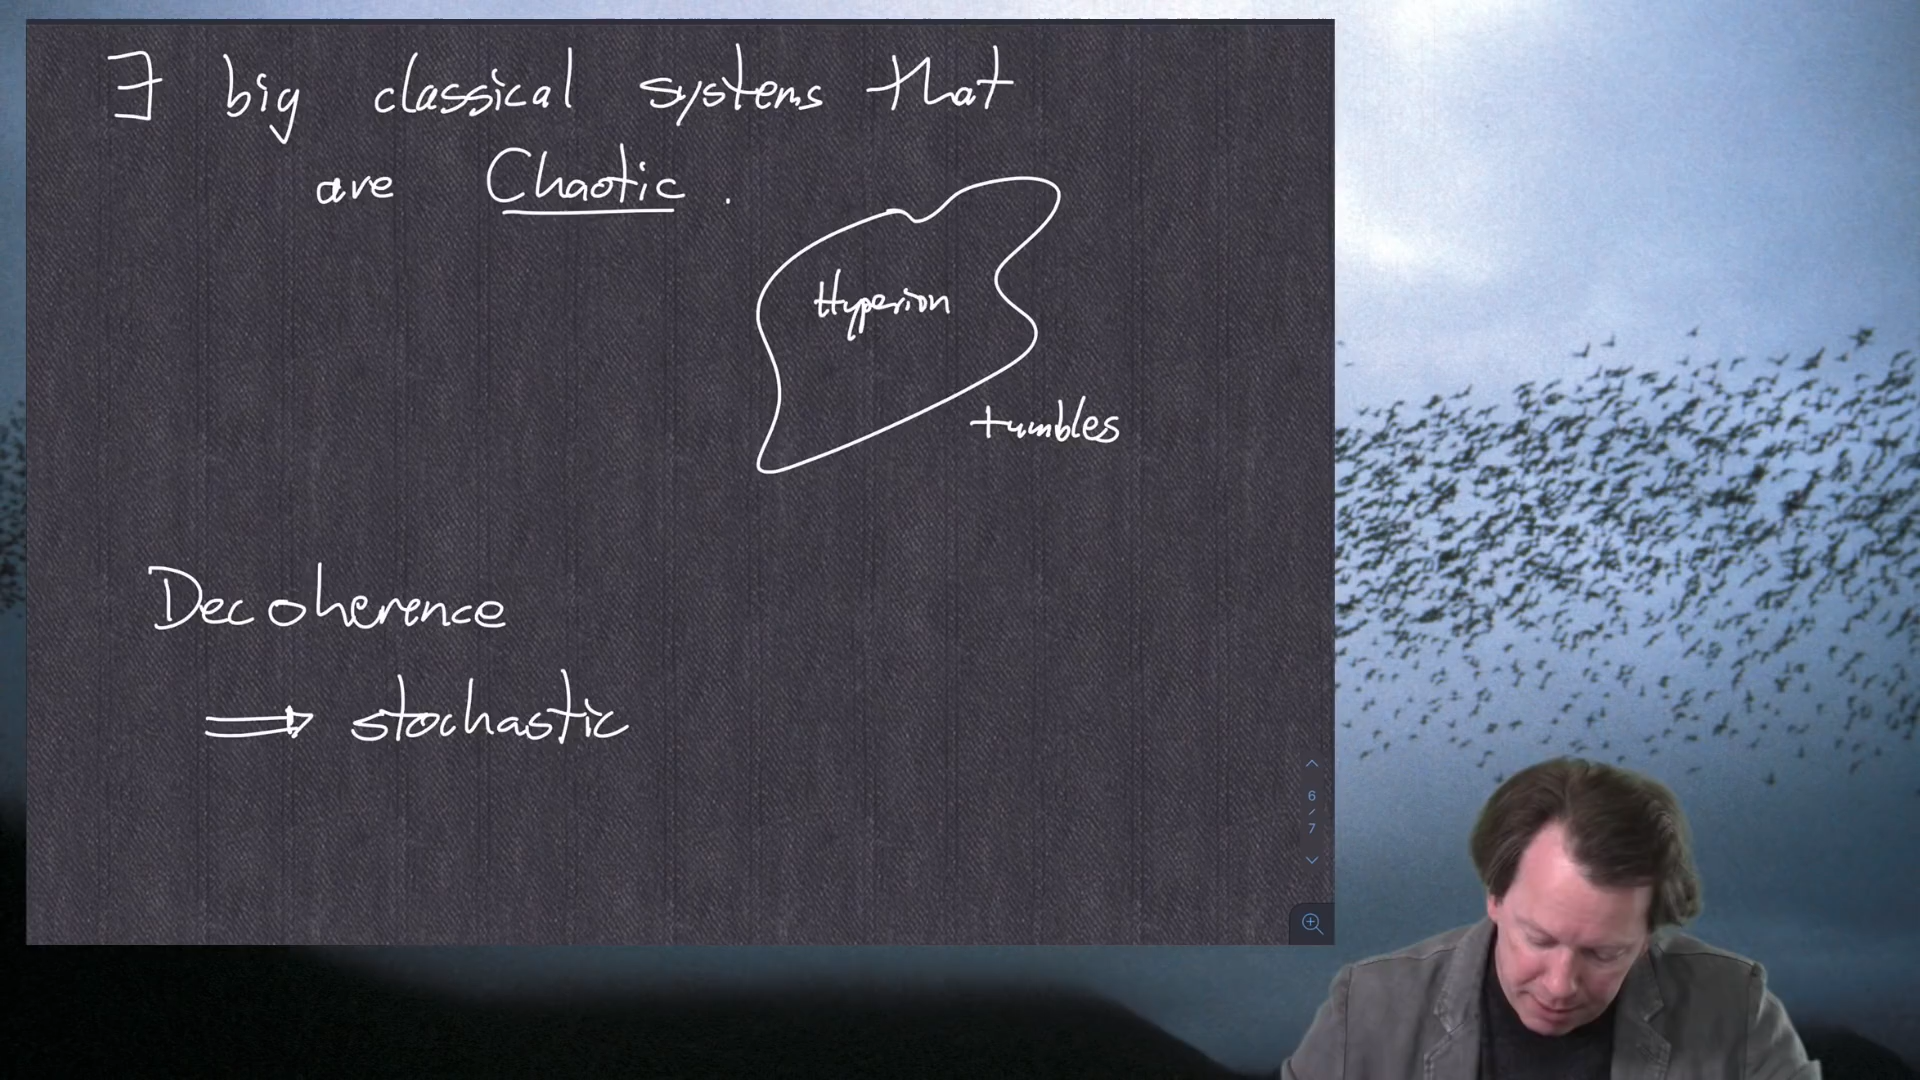 ∃ big classical systems that
are Chaotic.
Hyperion
tumbles
Decoherence
⟹ stochastic
6
/
7